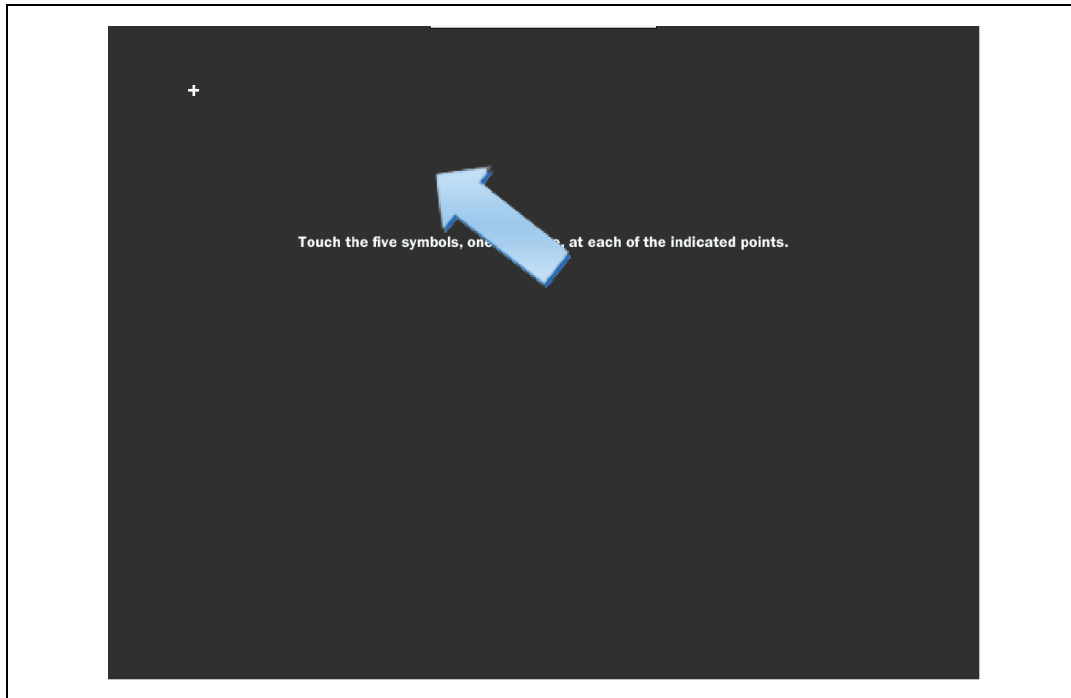 +
Touch the five symbols, one at each of the indicated points.